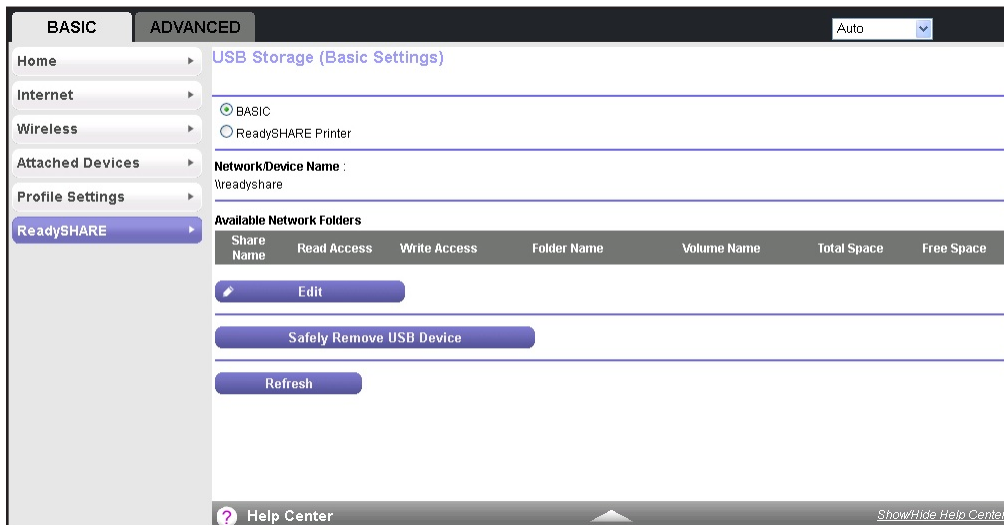 BASIC ADVANCED Auto
Home
Internet
Wireless
Attached Devices
Profile Settings
ReadySHARE
USB Storage (Basic Settings)
BASIC
ReadySHARE Printer
Network/Device Name :
\\readyshare
Available Network Folders
Share Name Read Access Write Access Folder Name Volume Name Total Space Free Space
Edit
Safely Remove USB Device
Refresh
? Help Center Show/Hide Help Center